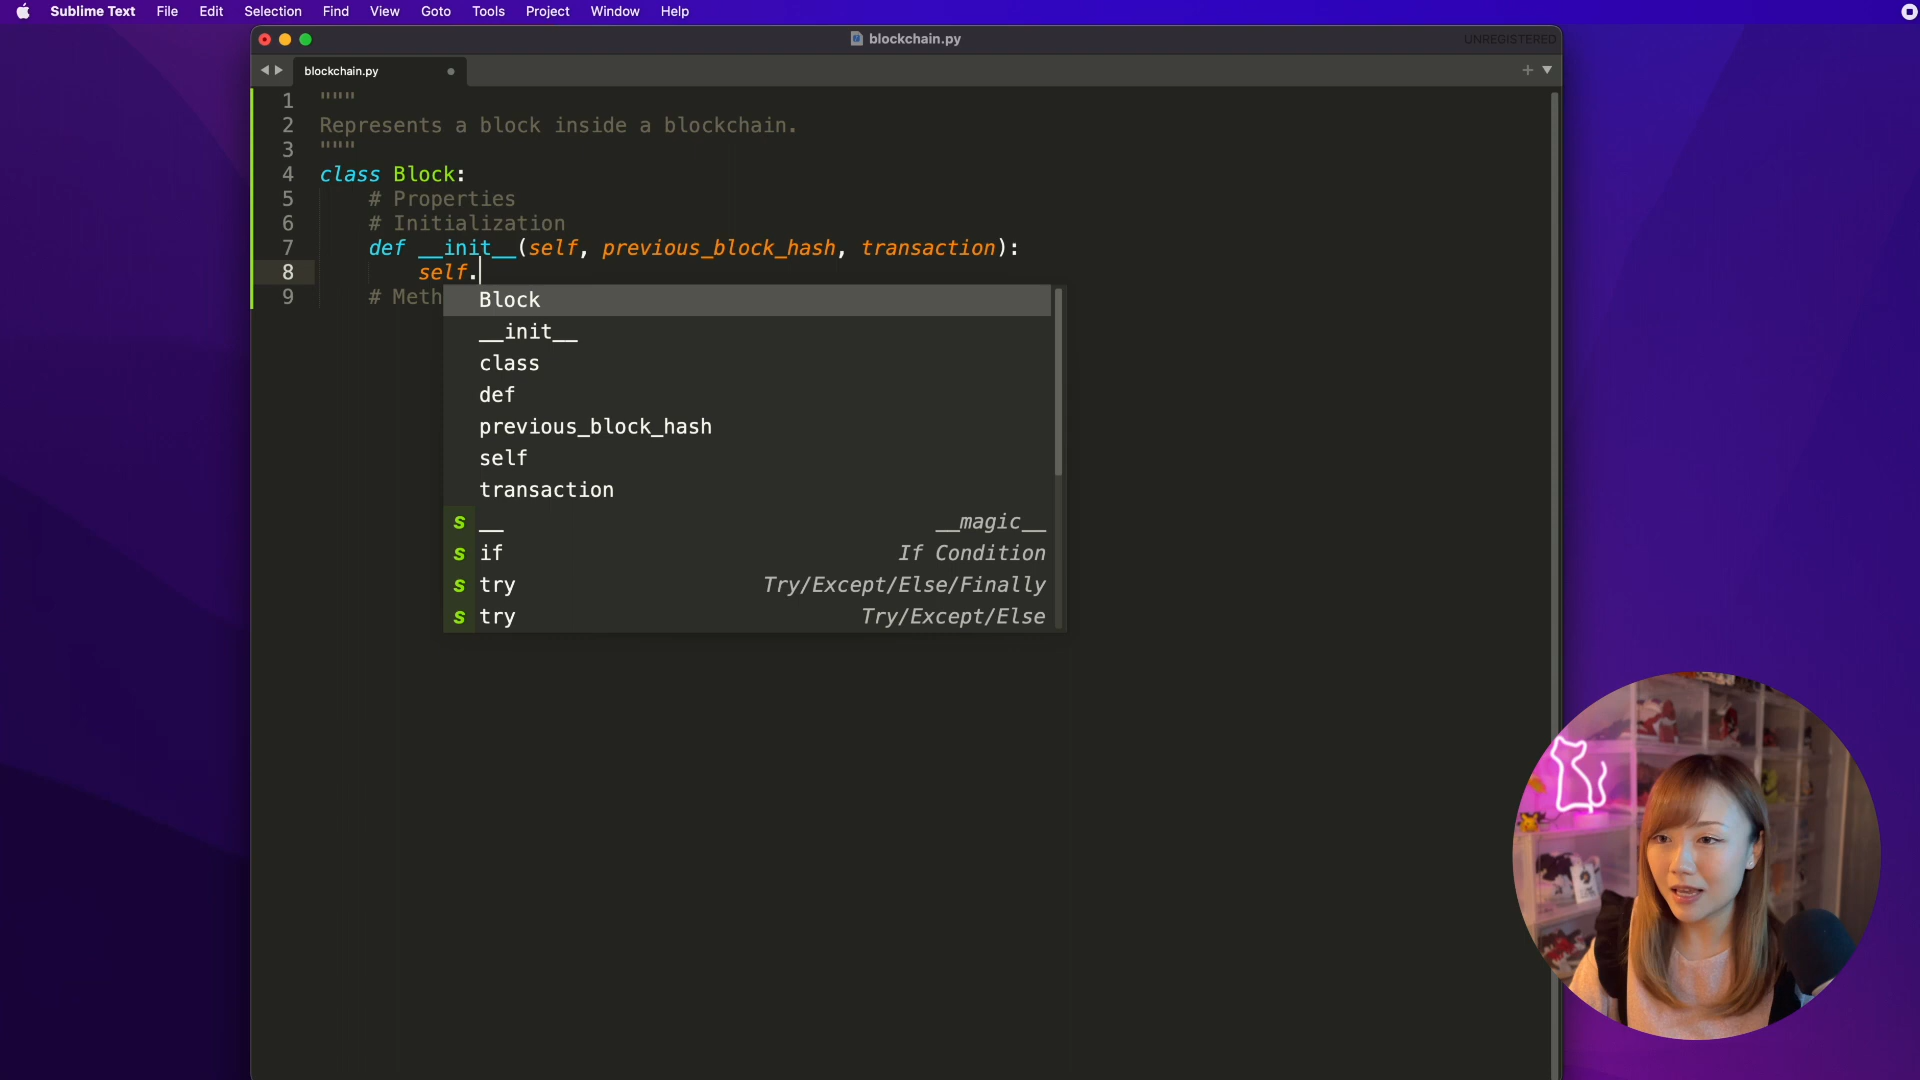 Sublime Text File Edit Selection Find View Goto Tools Project Window Help
blockchain.py
UNREGISTERED
blockchain.py
1 """
2 Represents a block inside a blockchain.
3 """
4 class Block:
5 # Properties
6 # Initialization
7 def __init__(self, previous_block_hash, transaction):
8 self.
9 # Meth
Block
__init__
class
def
previous_block_hash
self
transaction
s __ __magic__
s if If Condition
s try Try/Except/Else/Finally
s try Try/Except/Else